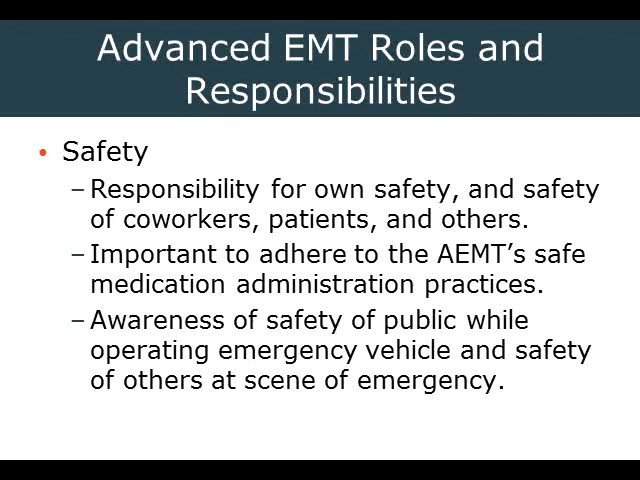 Advanced EMT Roles and
Responsibilities
• Safety
– Responsibility for own safety, and safety
of coworkers, patients, and others.
– Important to adhere to the AEMT’s safe
medication administration practices.
– Awareness of safety of public while
operating emergency vehicle and safety
of others at scene of emergency.